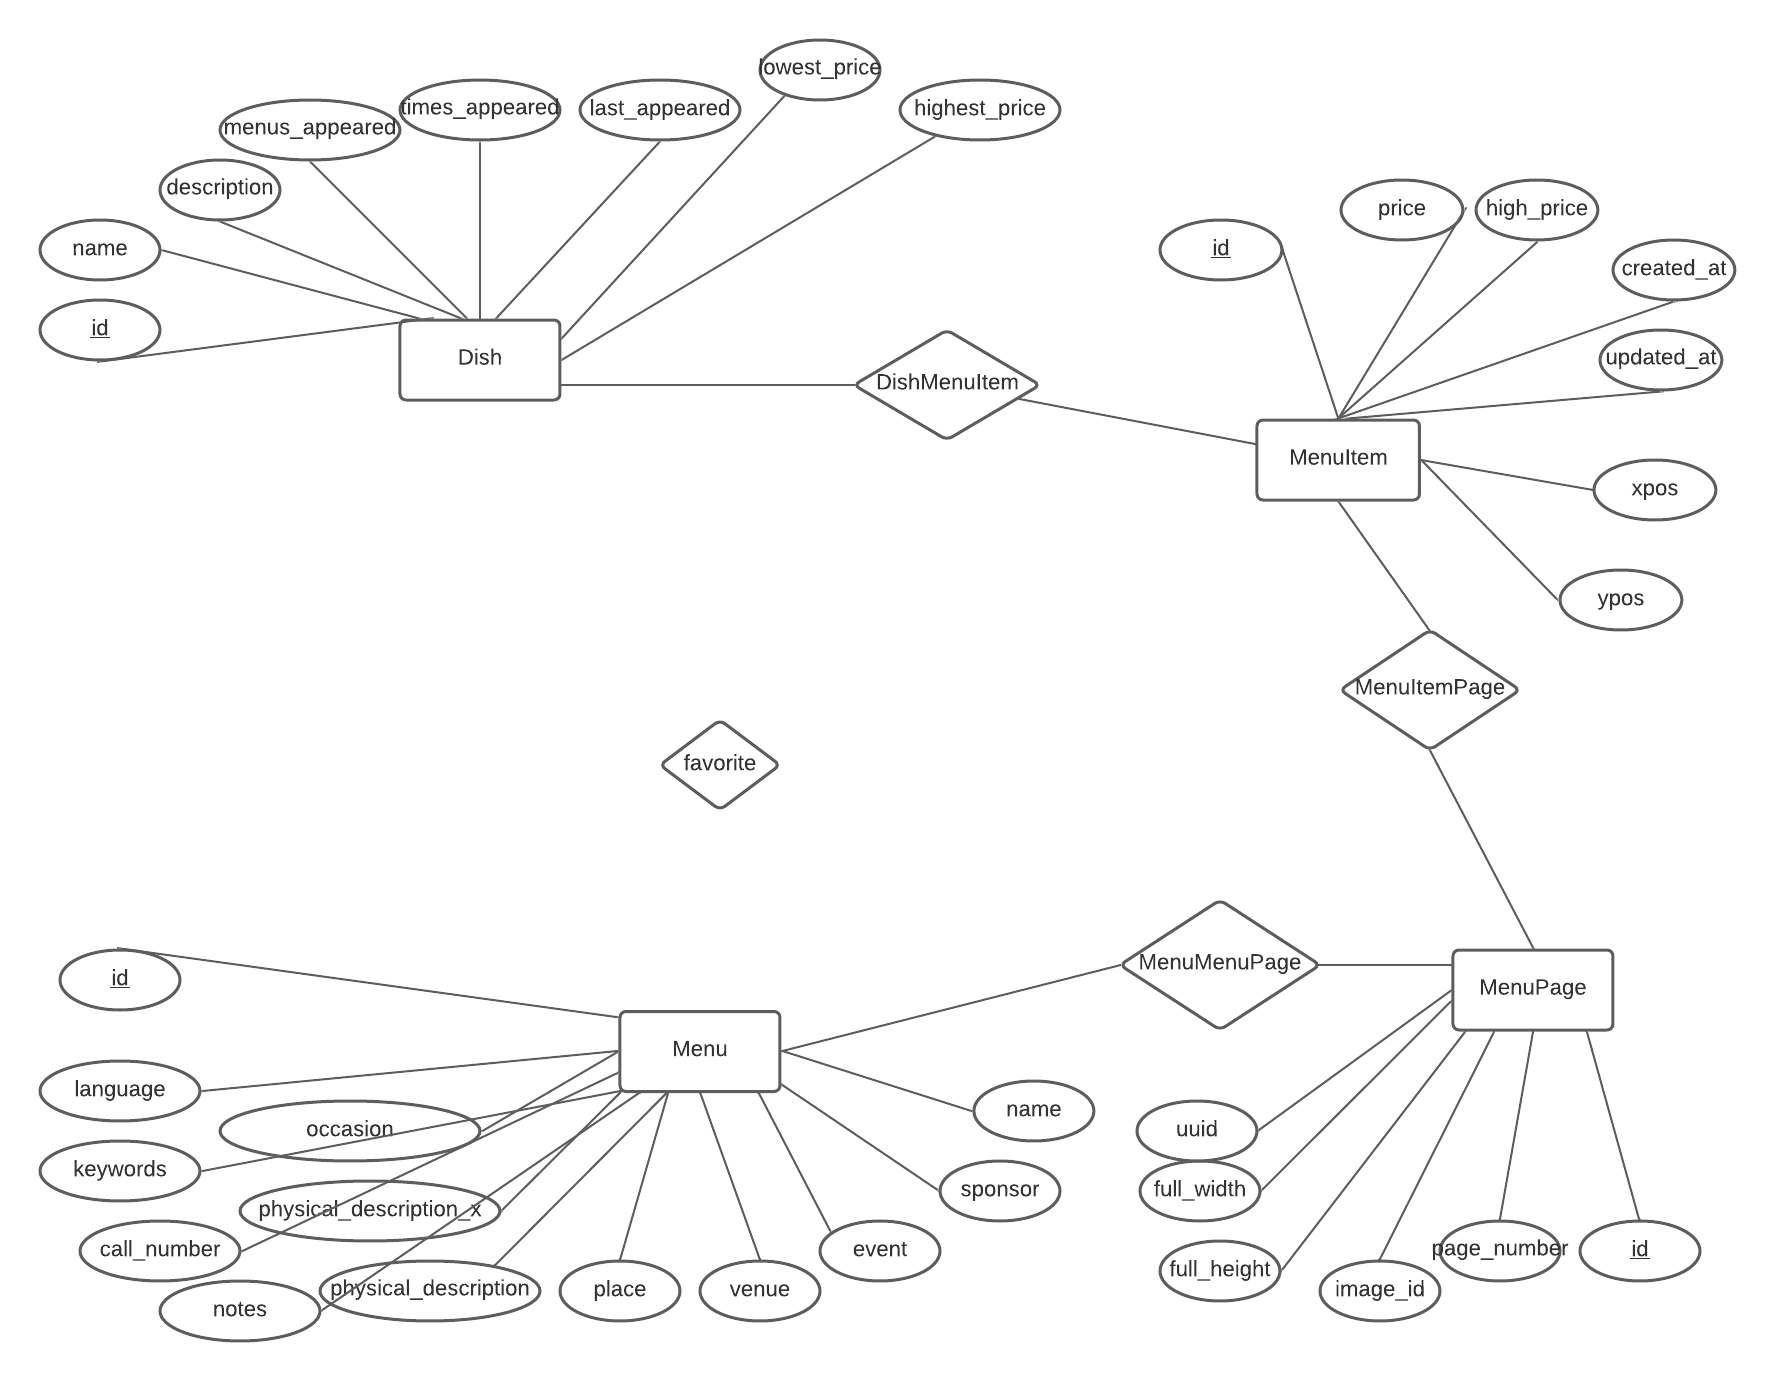 lowest_price
times_appeared
last_appeared
highest_price
menus_appeared
description
name
id
Dish
DishMenuItem
id
price
high_price
created_at
updated_at
MenuItem
xpos
ypos
MenuItemPage
favorite
MenuMenuPage
MenuPage
id
Menu
language
occasion
keywords
physical_description_x
call_number
notes
physical_description
place
venue
event
sponsor
name
uuid
full_width
full_height
image_id
page_number
id